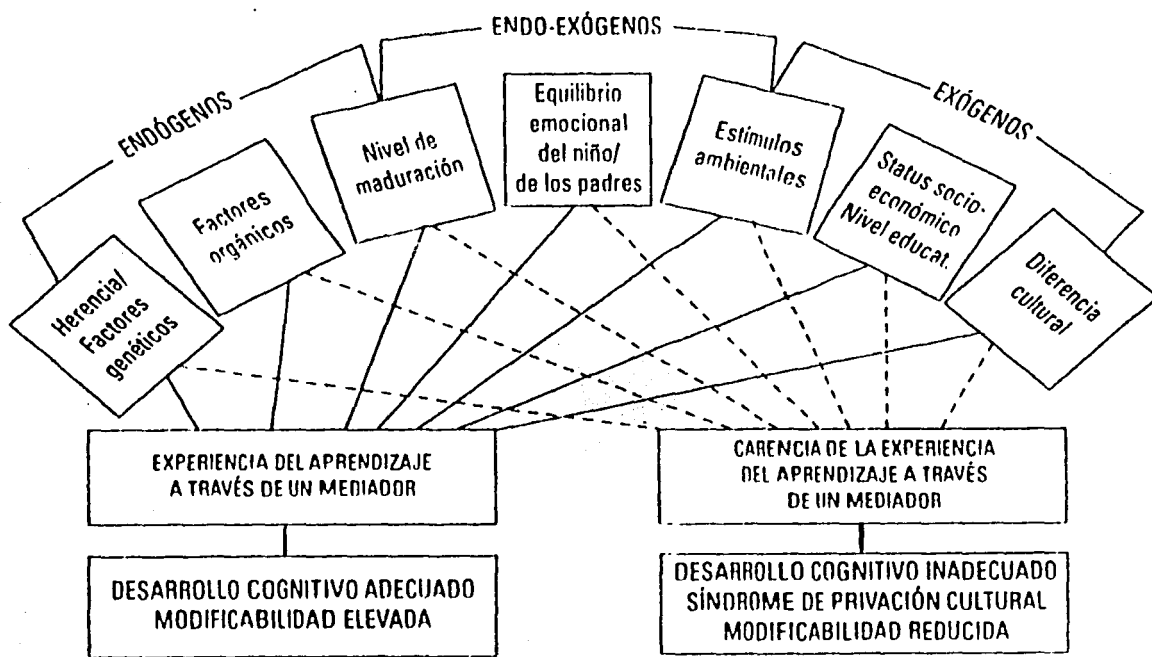 ENDO-EXÓGENOS
ENDÓGENOS
EXÓGENOS
Herencia/
Factores
genéticos
Factores
orgánicos
Nivel de
maduración
Equilibrio
emocional
del niño/
de los padres
Estímulos
ambientales
Status socio-
económico
Nivel educat.
Diferencia
cultural
EXPERIENCIA DEL APRENDIZAJE
A TRAVÉS DE UN MEDIADOR
CARENCIA DE LA EXPERIENCIA
DEL APRENDIZAJE A TRAVÉS
DE UN MEDIADOR
DESARROLLO COGNITIVO ADECUADO
MODIFICABILIDAD ELEVADA
DESARROLLO COGNITIVO INADECUADO
SÍNDROME DE PRIVACIÓN CULTURAL
MODIFICABILIDAD REDUCIDA